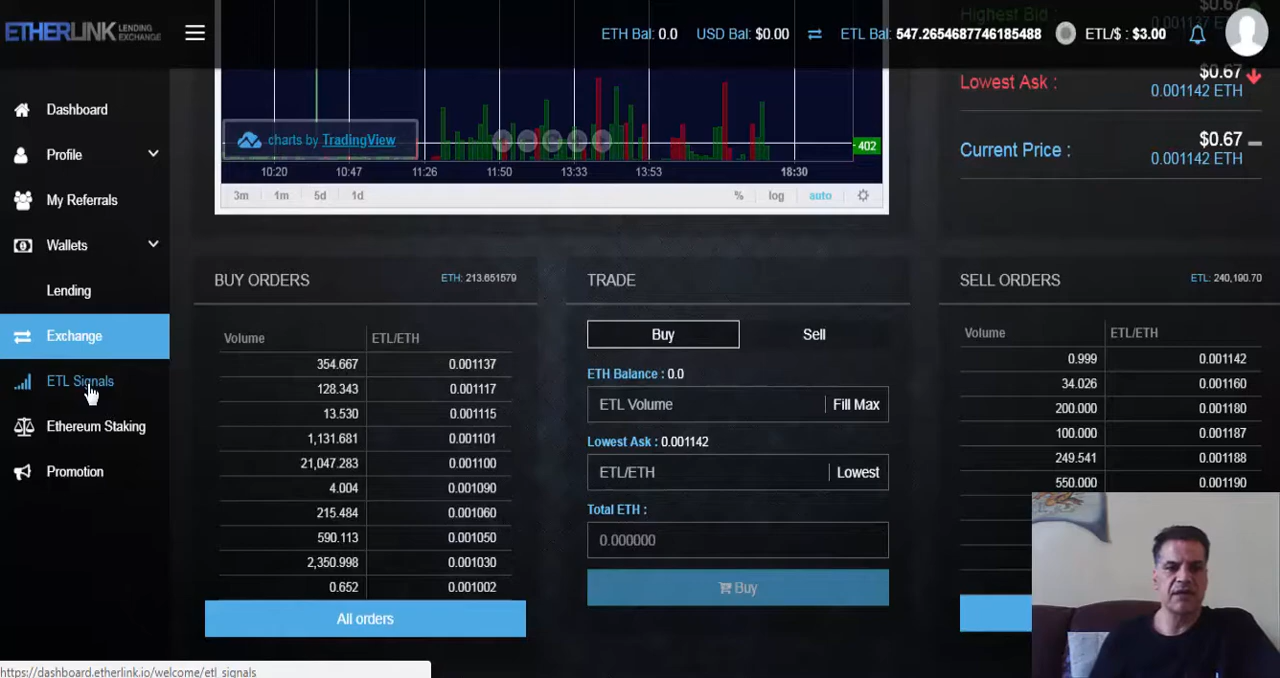 ETHERLINK LENDING EXCHANGE
ETH Bal: 0.0 USD Bal: $0.00 ETL Bal: 547.2654687746185488 ETL/$ : $3.00
Dashboard
Profile
My Referrals
Wallets
Lending
Exchange
ETL Signals
Ethereum Staking
Promotion
charts by TradingView
402
10:20 10:47 11:26 11:50 13:33 13:53 18:30
3m 1m 5d 1d % log auto
Highest Bid $0.67
0.001137 ETH
Lowest Ask : $0.67
0.001142 ETH
Current Price : $0.67
0.001142 ETH
BUY ORDERS ETH: 213.651579
Volume ETL/ETH
354.667 0.001137
128.343 0.001117
13.530 0.001115
1,131.681 0.001101
21,047.283 0.001100
4.004 0.001090
215.484 0.001060
590.113 0.001050
2,350.998 0.001030
0.652 0.001002
All orders
TRADE
Buy Sell
ETH Balance : 0.0
ETL Volume Fill Max
Lowest Ask : 0.001142
ETL/ETH Lowest
Total ETH :
0.000000
Buy
SELL ORDERS ETL: 240,190.70
Volume ETL/ETH
0.999 0.001142
34.026 0.001160
200.000 0.001180
100.000 0.001187
249.541 0.001188
550.000 0.001190
https://dashboard.etherlink.io/welcome/etl_signals